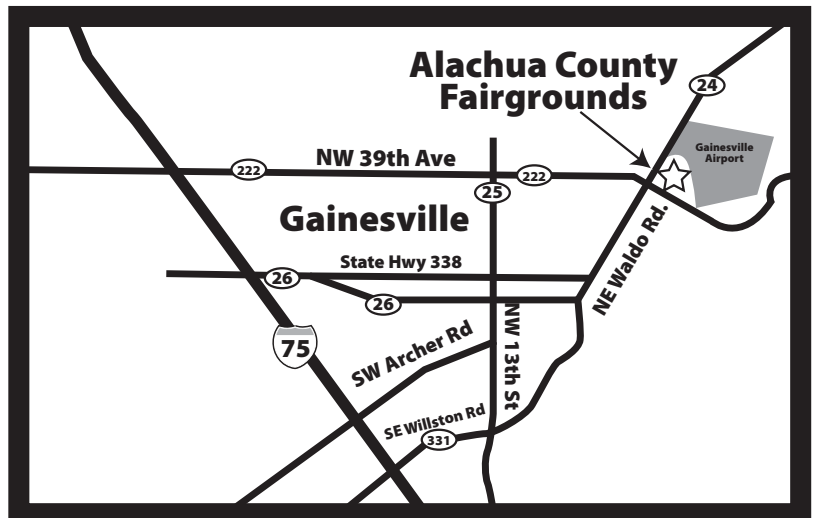 Alachua County
Fairgrounds
24
Gainesville
Airport
NW 39th Ave
222
222
25
Gainesville
NE Waldo Rd.
State Hwy 338
26
26
75
SW Archer Rd
NW 13th St
SE Willston Rd
331